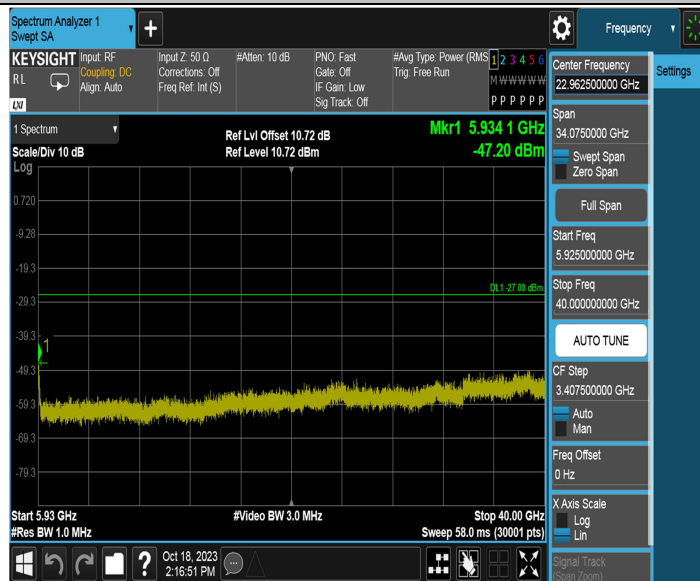 Spectrum Analyzer 1
Swept SA
Frequency
KEYSIGHT
RL
LXI
Input: RF
Coupling: DC
Align: Auto
Input Z: 50 Ω
Corrections: Off
Freq Ref: Int (S)
#Atten: 10 dB
PNO: Fast
Gate: Off
IF Gain: Low
Sig Track: Off
#Avg Type: Power (RMS
Trig: Free Run
1 2 3 4 5 6
M W W W W W
P P P P P P
1 Spectrum
Scale/Div 10 dB
Log
Ref Lvl Offset 10.72 dB
Ref Level 10.72 dBm
Mkr1 5.934 1 GHz
-47.20 dBm
0.720
-9.28
-19.3
-29.3
-39.3
-49.3
-59.3
-69.3
-79.3
DL1 -27.00 dBm
1
Start 5.93 GHz
#Res BW 1.0 MHz
#Video BW 3.0 MHz
Stop 40.00 GHz
Sweep 58.0 ms (30001 pts)
Oct 18, 2023
2:16:51 PM
Center Frequency
22.962500000 GHz
Settings
Span
34.0750000 GHz
Swept Span
Zero Span
Full Span
Start Freq
5.925000000 GHz
Stop Freq
40.000000000 GHz
AUTO TUNE
CF Step
3.407500000 GHz
Auto
Man
Freq Offset
0 Hz
X Axis Scale
Log
Lin
Signal Track
(Span Zoom)